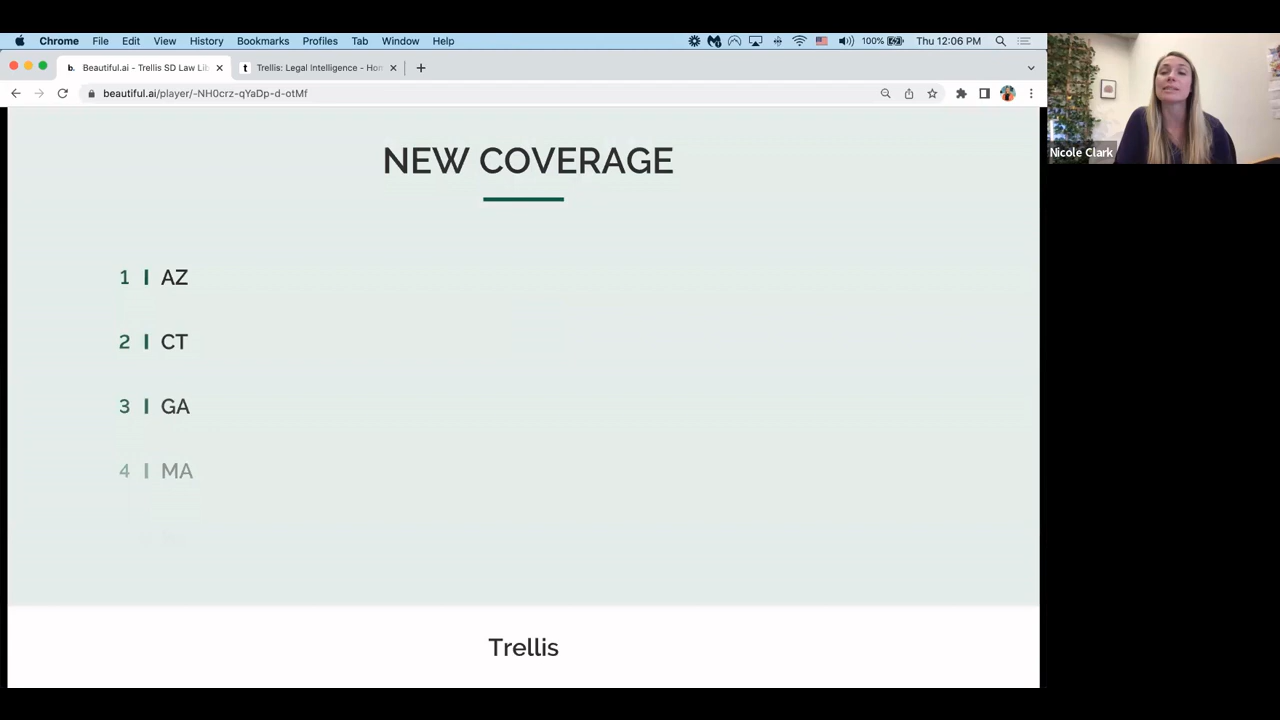 Chrome File Edit View History Bookmarks Profiles Tab Window Help 100% Thu 12:06 PM
b. Beautiful.ai - Trellis SD Law Lib
t Trellis: Legal Intelligence - Hom
beautiful.ai/player/-NH0crz-qYaDp-d-otMf
Nicole Clark
NEW COVERAGE
1 AZ
2 CT
3 GA
4 MA
Trellis